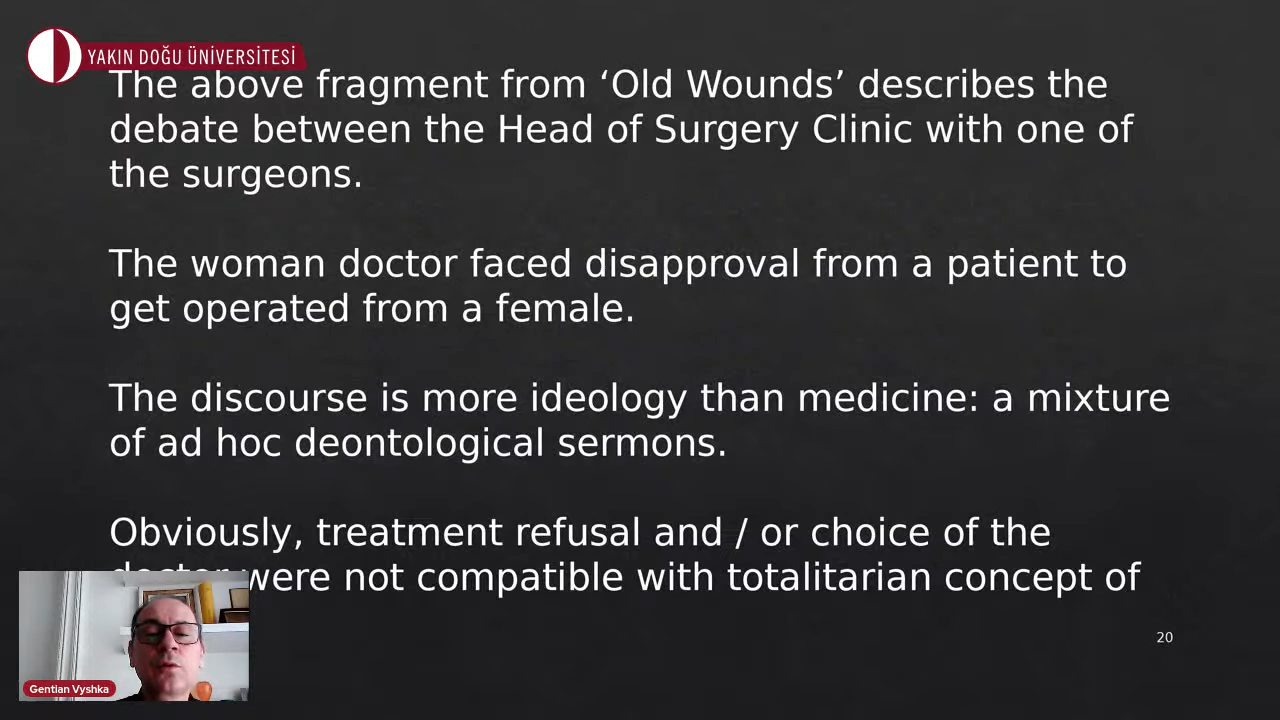 YAKIN DOĞU ÜNİVERSİTESİ
The above fragment from ‘Old Wounds’ describes the
debate between the Head of Surgery Clinic with one of
the surgeons.
The woman doctor faced disapproval from a patient to
get operated from a female.
The discourse is more ideology than medicine: a mixture
of ad hoc deontological sermons.
Obviously, treatment refusal and / or choice of the
doctor were not compatible with totalitarian concept of
20
Gentian Vyshka